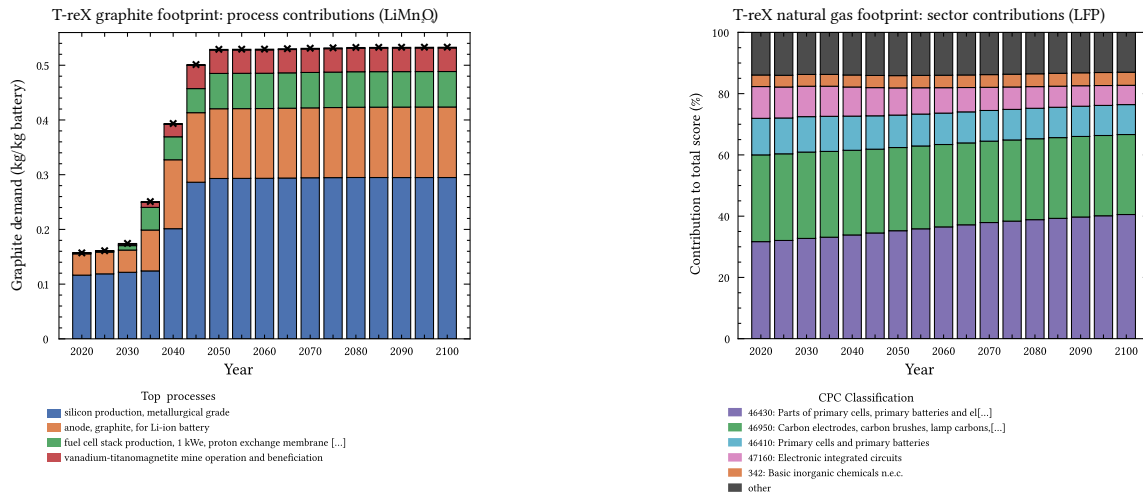 T-reX graphite footprint: process contributions (LiMn₂O₄)
Graphite demand (kg/kg battery)
0.5
0.4
0.3
0.2
0.1
0
2020 2030 2040 2050 2060 2070 2080 2090 2100
Year
Top processes
silicon production, metallurgical grade
anode, graphite, for Li-ion battery
fuel cell stack production, 1 kWe, proton exchange membrane [...]
vanadium-titanomagnetite mine operation and beneficiation
T-reX natural gas footprint: sector contributions (LFP)
Contribution to total score (%)
100
80
60
40
20
0
2020 2030 2040 2050 2060 2070 2080 2090 2100
Year
CPC Classification
46430: Parts of primary cells, primary batteries and el[...]
46950: Carbon electrodes, carbon brushes, lamp carbons,[...]
46410: Primary cells and primary batteries
47160: Electronic integrated circuits
342: Basic inorganic chemicals n.e.c.
other